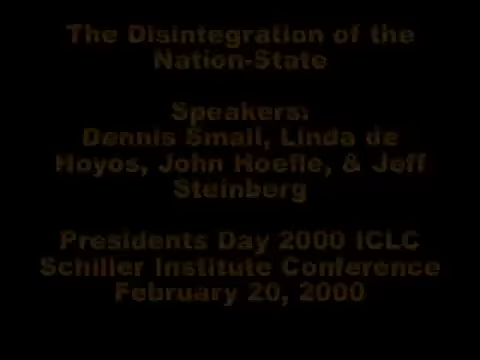 The Disintegration of the
Nation-State
Speakers:
Dennis Small, Linda de
Hoyos, John Hoefle, & Jeff
Steinberg
Presidents Day 2000 ICLC
Schiller Institute Conference
February 20, 2000